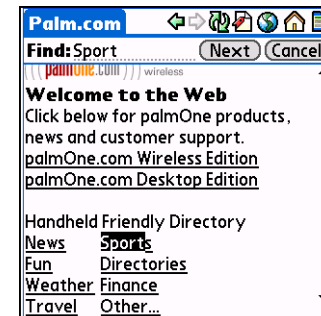 Palm.com
Find: Sport Next Cancel
((( palmOne.com ))) wireless
Welcome to the Web
Click below for palmOne products,
news and customer support.
palmOne.com Wireless Edition
palmOne.com Desktop Edition
Handheld Friendly Directory
News Sports
Fun Directories
Weather Finance
Travel Other...